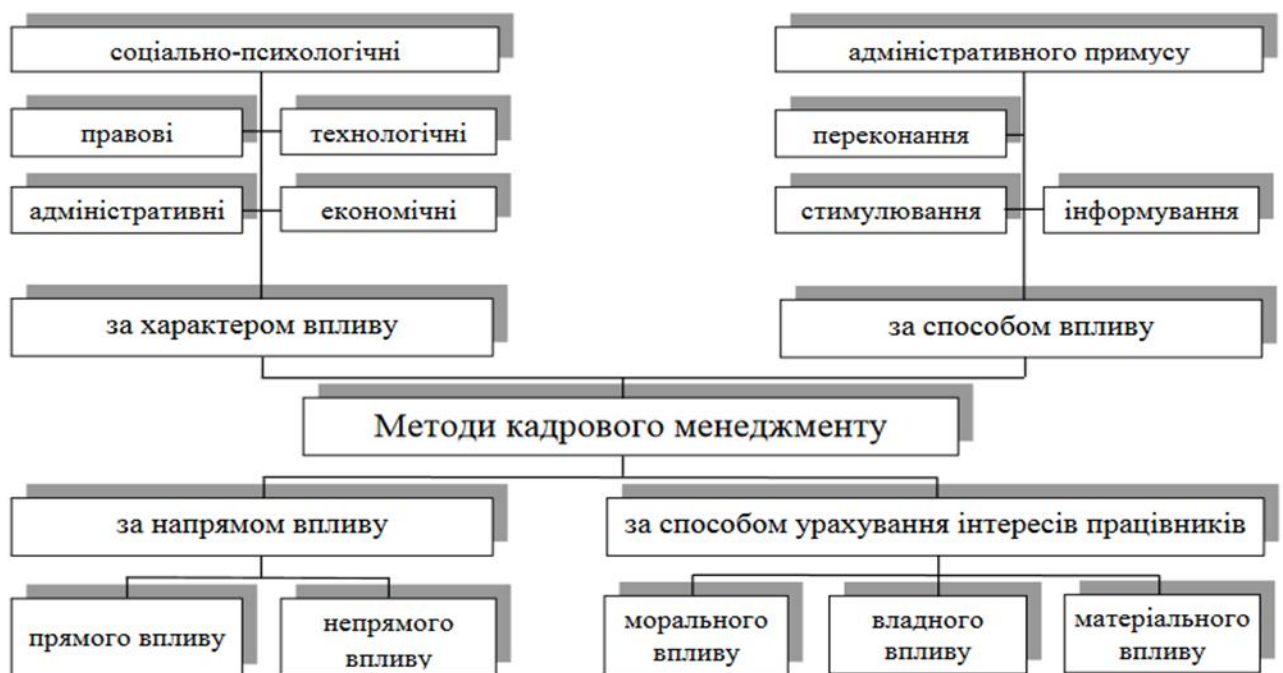 соціально-психологічні
адміністративного примусу
правові
технологічні
переконання
адміністративні
економічні
стимулювання
інформування
за характером впливу
за способом впливу
Методи кадрового менеджменту
за напрямом впливу
за способом урахування інтересів працівників
прямого впливу
непрямого
впливу
морального
впливу
владного
впливу
матеріального
впливу